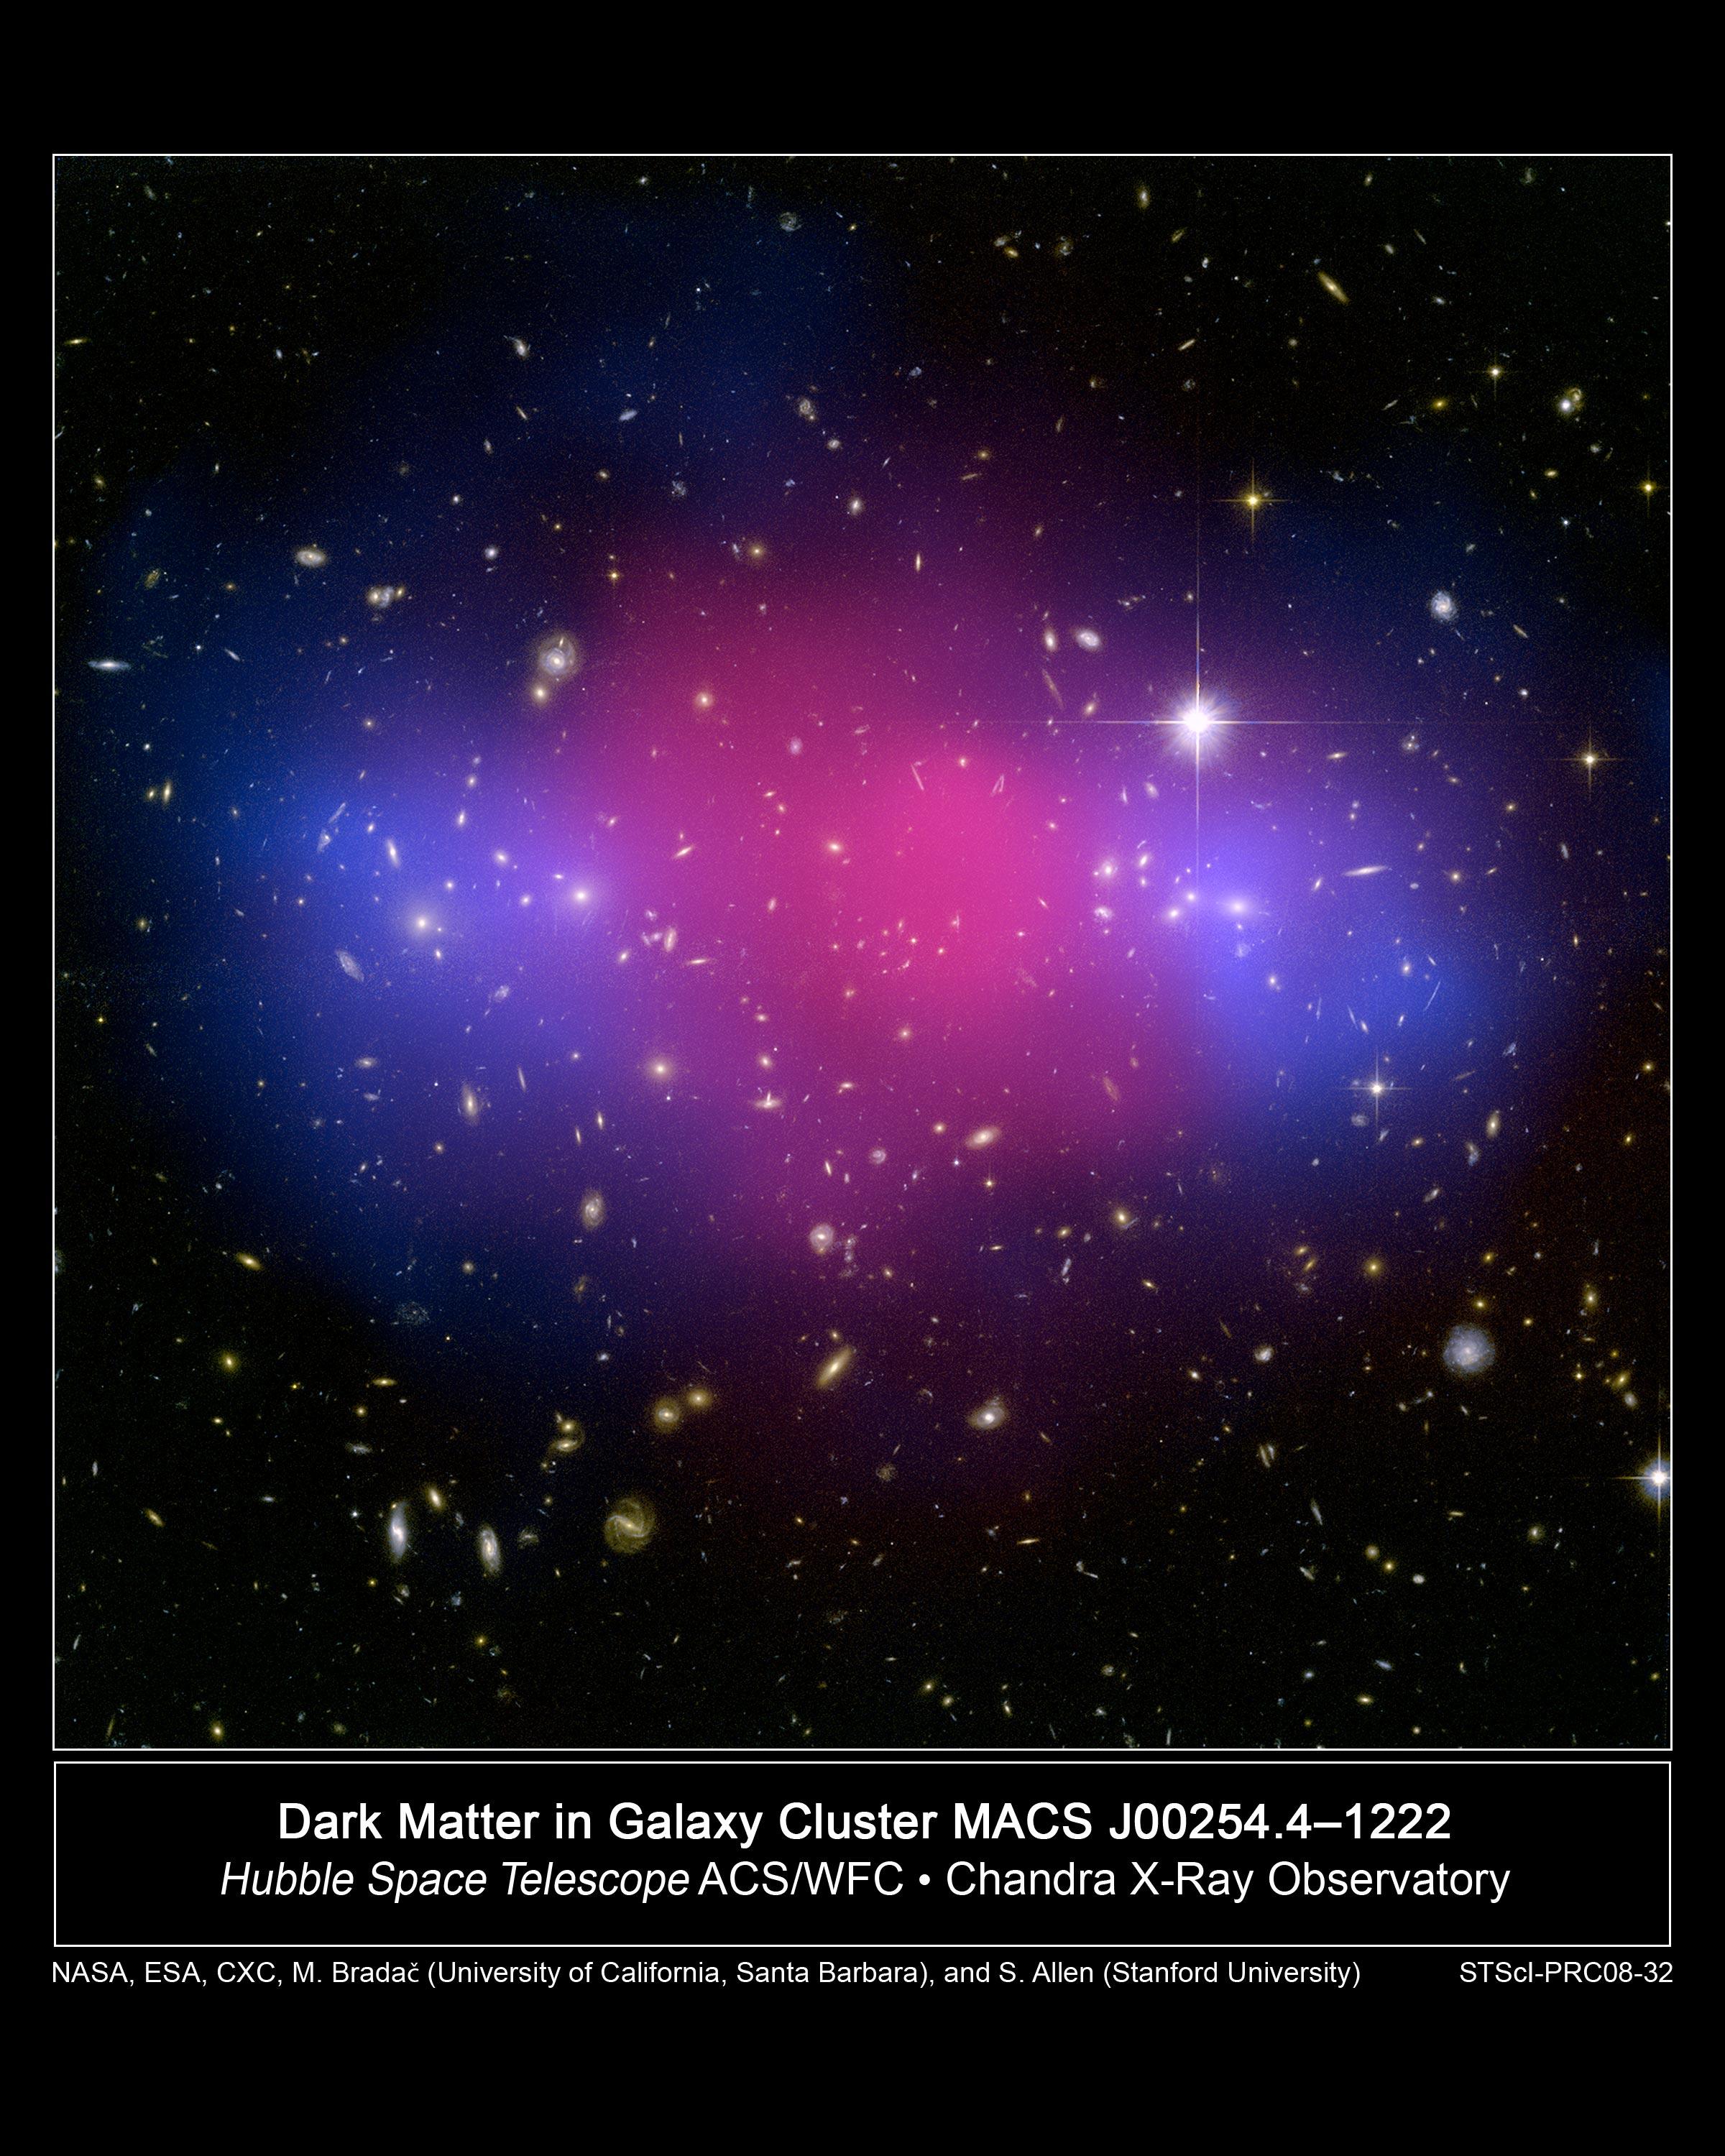 Dark Matter in Galaxy Cluster MACS J00254.4–1222
Hubble Space Telescope ACS/WFC • Chandra X-Ray Observatory
NASA, ESA, CXC, M. Bradač (University of California, Santa Barbara), and S. Allen (Stanford University) STScI-PRC08-32